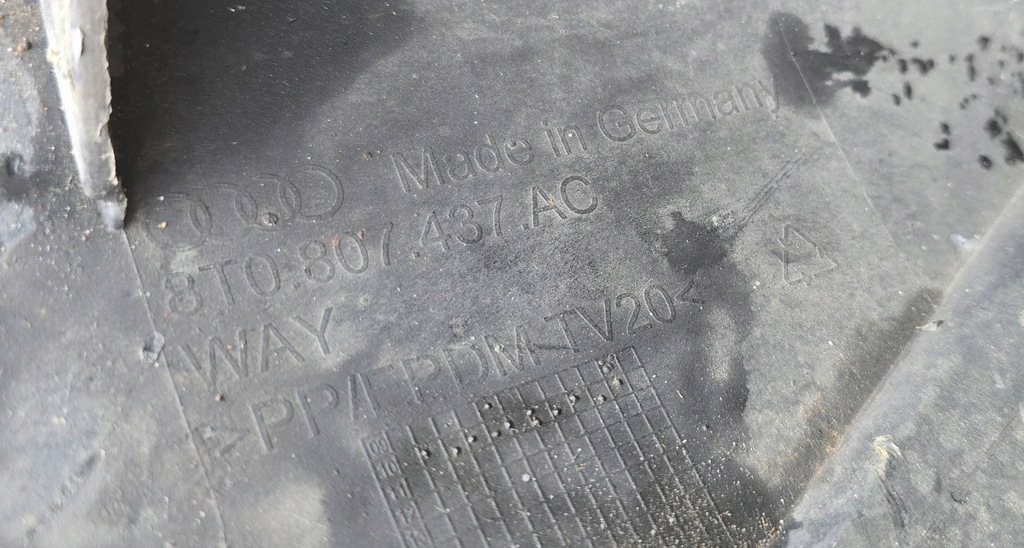 Made in Germany
8T0.807.437.AC
WAY
>PP/EPDM-TV20<